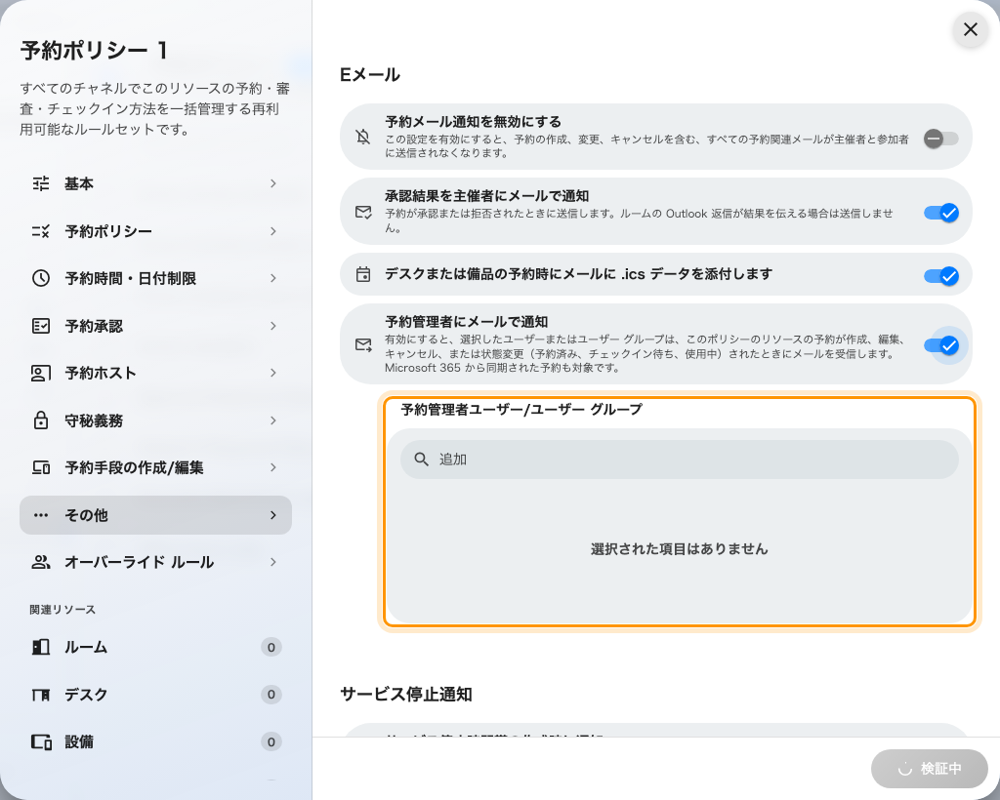 予約ポリシー 1
すべてのチャネルでこのリソースの予約・審
査・チェックイン方法を一括管理する再利
用可能なルールセットです。
基本
予約ポリシー
予約時間・日付制限
予約承認
予約ホスト
守秘義務
予約手段の作成/編集
その他
オーバーライド ルール
関連リソース
ルーム 0
デスク 0
設備 0
Eメール
予約メール通知を無効にする
この設定を有効にすると、予約の作成、変更、キャンセルを含む、すべての予約関連メールが主催者と参加者
に送信されなくなります。
承認結果を主催者にメールで通知
予約が承認または拒否されたときに送信します。ルームの Outlook 返信が結果を伝える場合は送信しませ
ん。
デスクまたは備品の予約時にメールに .ics データを添付します
予約管理者にメールで通知
有効にすると、選択したユーザーまたはユーザー グループは、このポリシーのリソースの予約が作成、編集、
キャンセル、または状態変更（予約済み、チェックイン待ち、使用中）されたときにメールを受信します。
Microsoft 365 から同期された予約も対象です。
予約管理者ユーザー/ユーザー グループ
追加
選択された項目はありません
サービス停止通知
検証中